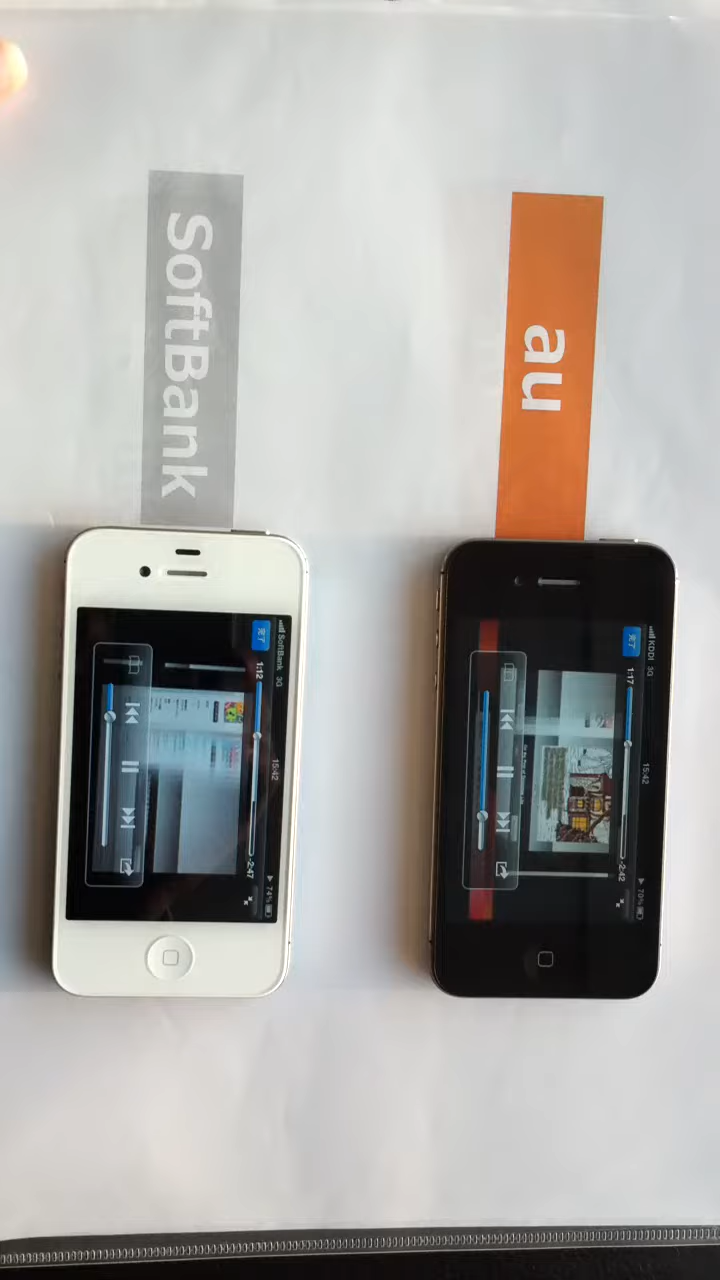 SoftBank
au
SoftBank 3G
15:42
74%
完了
1:12
-2:47
KDDI 3G
15:42
70%
完了
1:17
-2:42